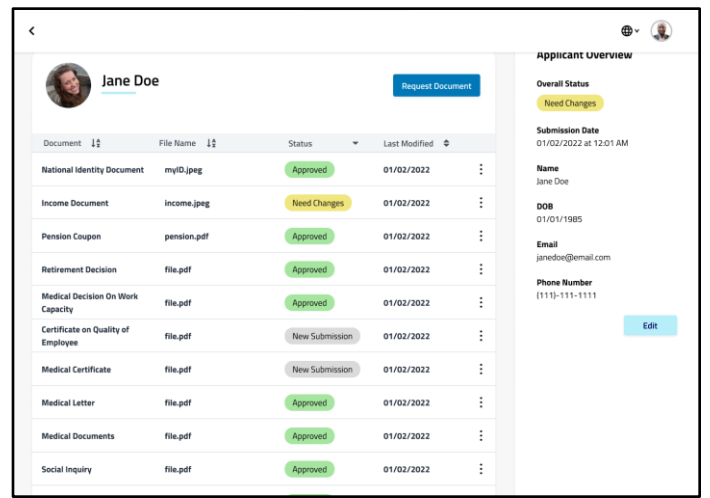 Jane Doe
Request Document
Document File Name Status Last Modified
National Identity Document myID.jpeg Approved 01/02/2022
Income Document income.jpeg Need Changes 01/02/2022
Pension Coupon pension.pdf Approved 01/02/2022
Retirement Decision file.pdf Approved 01/02/2022
Medical Decision On Work
Capacity file.pdf Approved 01/02/2022
Certificate on Quality of
Employee file.pdf New Submission 01/02/2022
Medical Certificate file.pdf New Submission 01/02/2022
Medical Letter file.pdf Approved 01/02/2022
Medical Documents file.pdf Approved 01/02/2022
Social Inquiry file.pdf Approved 01/02/2022
Applicant Overview
Overall Status
Need Changes
Submission Date
01/02/2022 at 12:01 AM
Name
Jane Doe
DOB
01/01/1985
Email
janedoe@email.com
Phone Number
(111)-111-1111
Edit